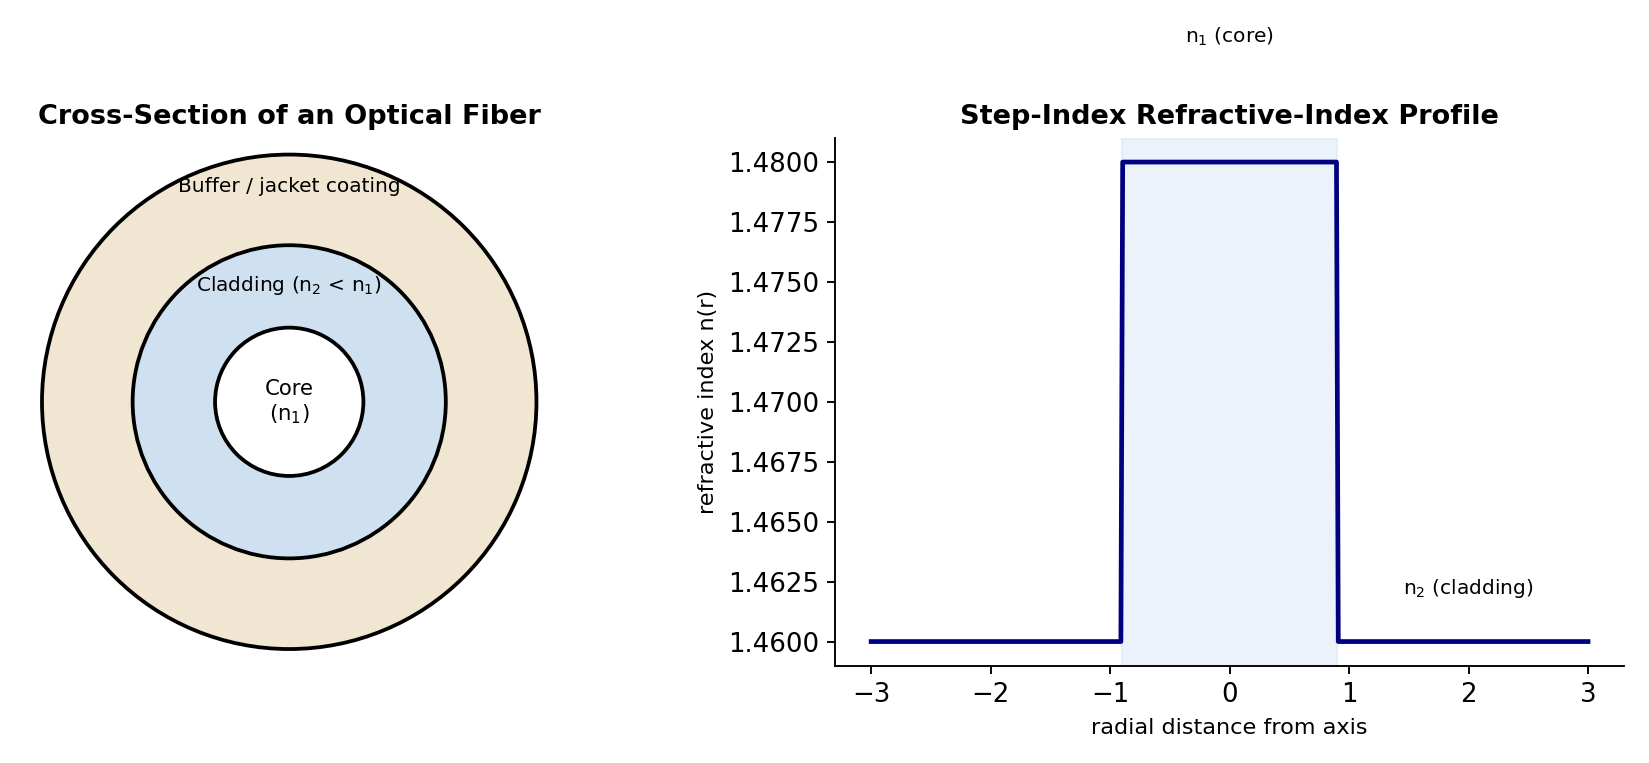 Cross-Section of an Optical Fiber
Buffer / jacket coating
Cladding (n₂ < n₁)
Core
(n₁)
n₁ (core)
Step-Index Refractive-Index Profile
refractive index n(r)
1.4800
1.4775
1.4750
1.4725
1.4700
1.4675
1.4650
1.4625
1.4600
n₂ (cladding)
−3 −2 −1 0 1 2 3
radial distance from axis